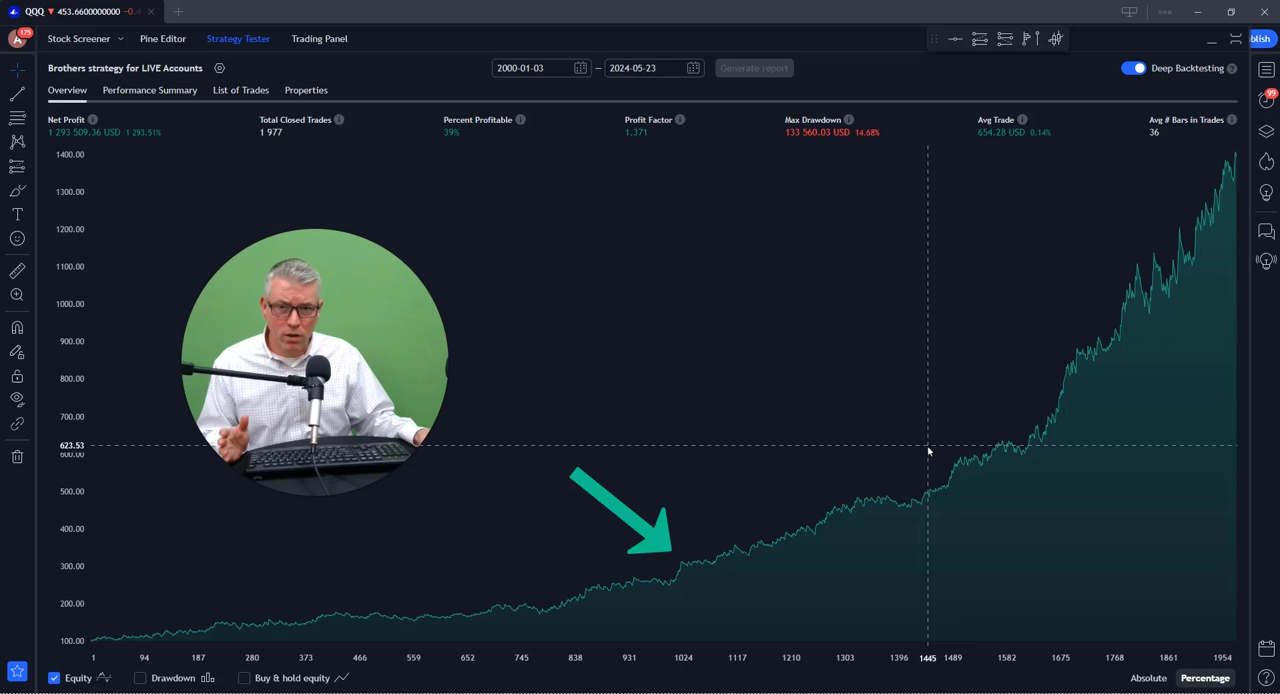 QQQ ▼ 453.6600000000 −0.4
A 175
Stock Screener Pine Editor Strategy Tester Trading Panel
blish
Brothers strategy for LIVE Accounts
2000-01-03 – 2024-05-23 Generate report
Deep Backtesting ?
Overview Performance Summary List of Trades Properties
99
Net Profit Total Closed Trades Percent Profitable Profit Factor Max Drawdown Avg Trade Avg # Bars in Trades
1 293 509.36 USD 1 293.51% 1 977 39% 1.371 133 560.03 USD 14.68% 654.28 USD 0.14% 36
1400.00
1300.00
1200.00
1100.00
1000.00
900.00
800.00
700.00
623.53
600.00
500.00
400.00
300.00
200.00
100.00
1 94 187 280 373 466 559 652 745 838 931 1024 1117 1210 1303 1396 1445 1489 1582 1675 1768 1861 1954
Equity Drawdown Buy & hold equity Absolute Percentage